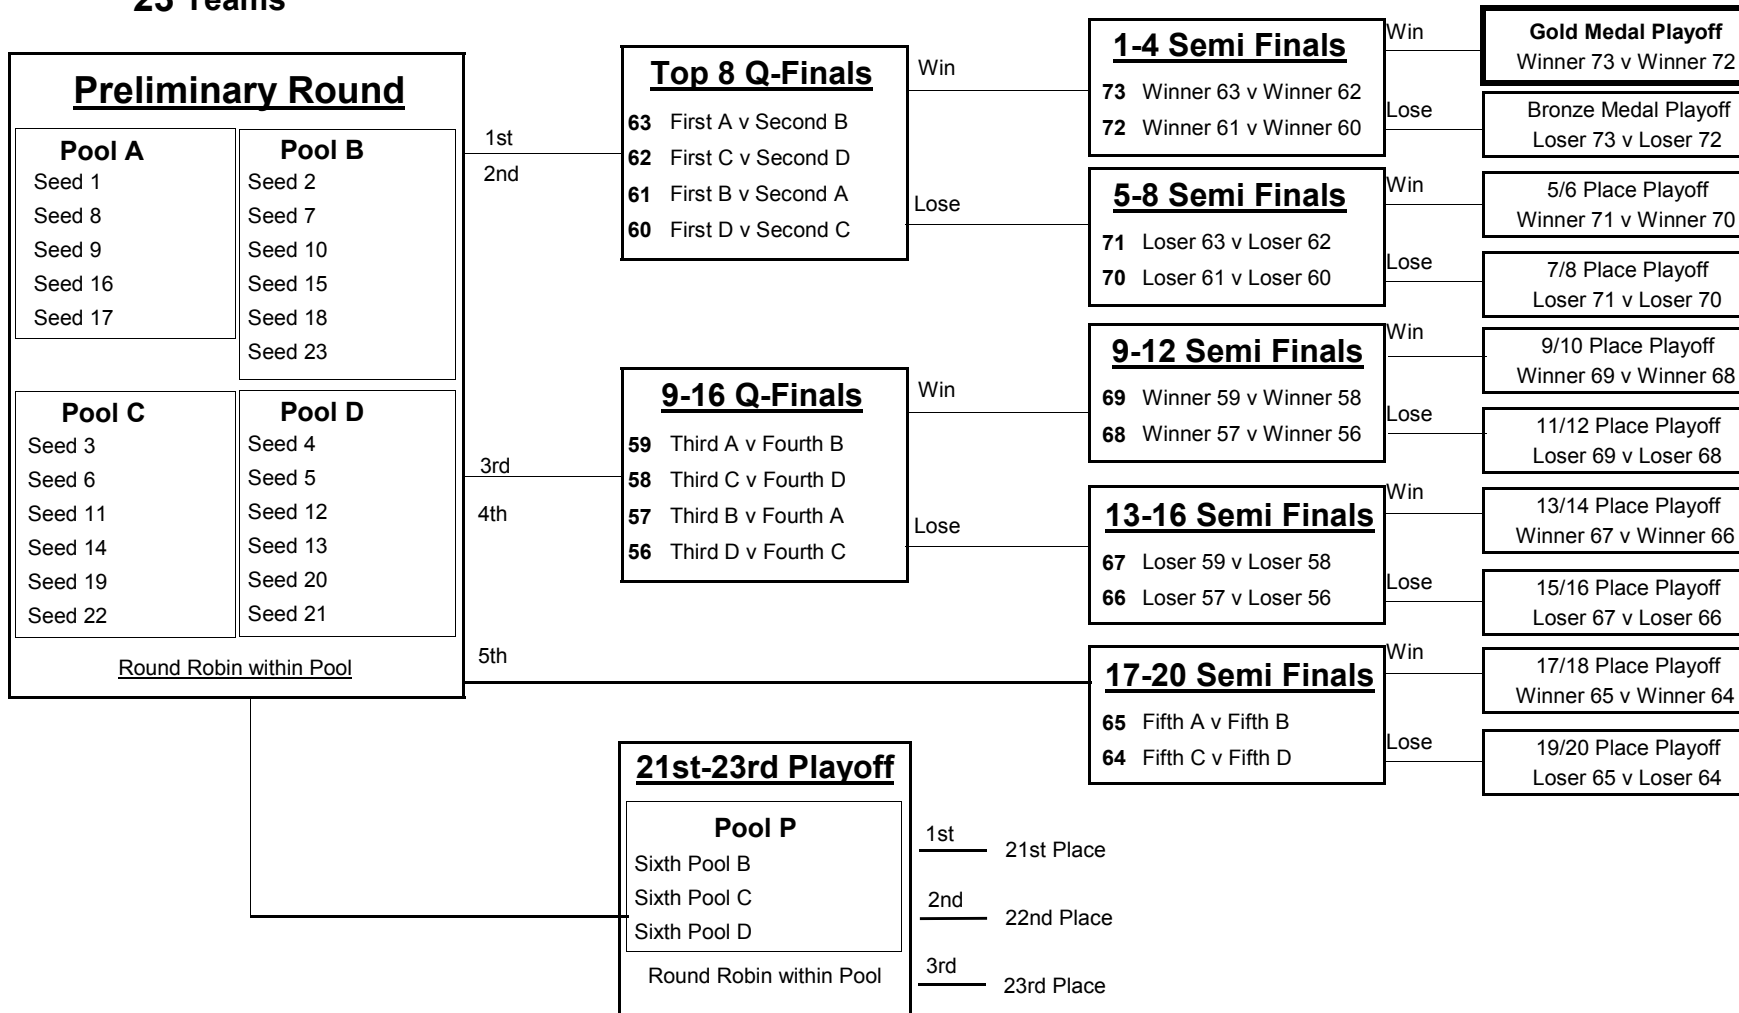 23 Teams
Preliminary Round
Pool A
Seed 1
Seed 8
Seed 9
Seed 16
Seed 17
Pool B
Seed 2
Seed 7
Seed 10
Seed 15
Seed 18
Seed 23
Pool C
Seed 3
Seed 6
Seed 11
Seed 14
Seed 19
Seed 22
Pool D
Seed 4
Seed 5
Seed 12
Seed 13
Seed 20
Seed 21
Round Robin within Pool
1st
2nd
3rd
4th
5th
Top 8 Q-Finals
63 First A v Second B
62 First C v Second D
61 First B v Second A
60 First D v Second C
Win
Lose
9-16 Q-Finals
59 Third A v Fourth B
58 Third C v Fourth D
57 Third B v Fourth A
56 Third D v Fourth C
Win
Lose
1-4 Semi Finals
73 Winner 63 v Winner 62
72 Winner 61 v Winner 60
Win
Lose
5-8 Semi Finals
71 Loser 63 v Loser 62
70 Loser 61 v Loser 60
Win
Lose
9-12 Semi Finals
69 Winner 59 v Winner 58
68 Winner 57 v Winner 56
Win
Lose
13-16 Semi Finals
67 Loser 59 v Loser 58
66 Loser 57 v Loser 56
Win
Lose
17-20 Semi Finals
65 Fifth A v Fifth B
64 Fifth C v Fifth D
Win
Lose
Gold Medal Playoff
Winner 73 v Winner 72
Bronze Medal Playoff
Loser 73 v Loser 72
5/6 Place Playoff
Winner 71 v Winner 70
7/8 Place Playoff
Loser 71 v Loser 70
9/10 Place Playoff
Winner 69 v Winner 68
11/12 Place Playoff
Loser 69 v Loser 68
13/14 Place Playoff
Winner 67 v Winner 66
15/16 Place Playoff
Loser 67 v Loser 66
17/18 Place Playoff
Winner 65 v Winner 64
19/20 Place Playoff
Loser 65 v Loser 64
21st-23rd Playoff
Pool P
Sixth Pool B
Sixth Pool C
Sixth Pool D
Round Robin within Pool
1st
21st Place
2nd
22nd Place
3rd
23rd Place